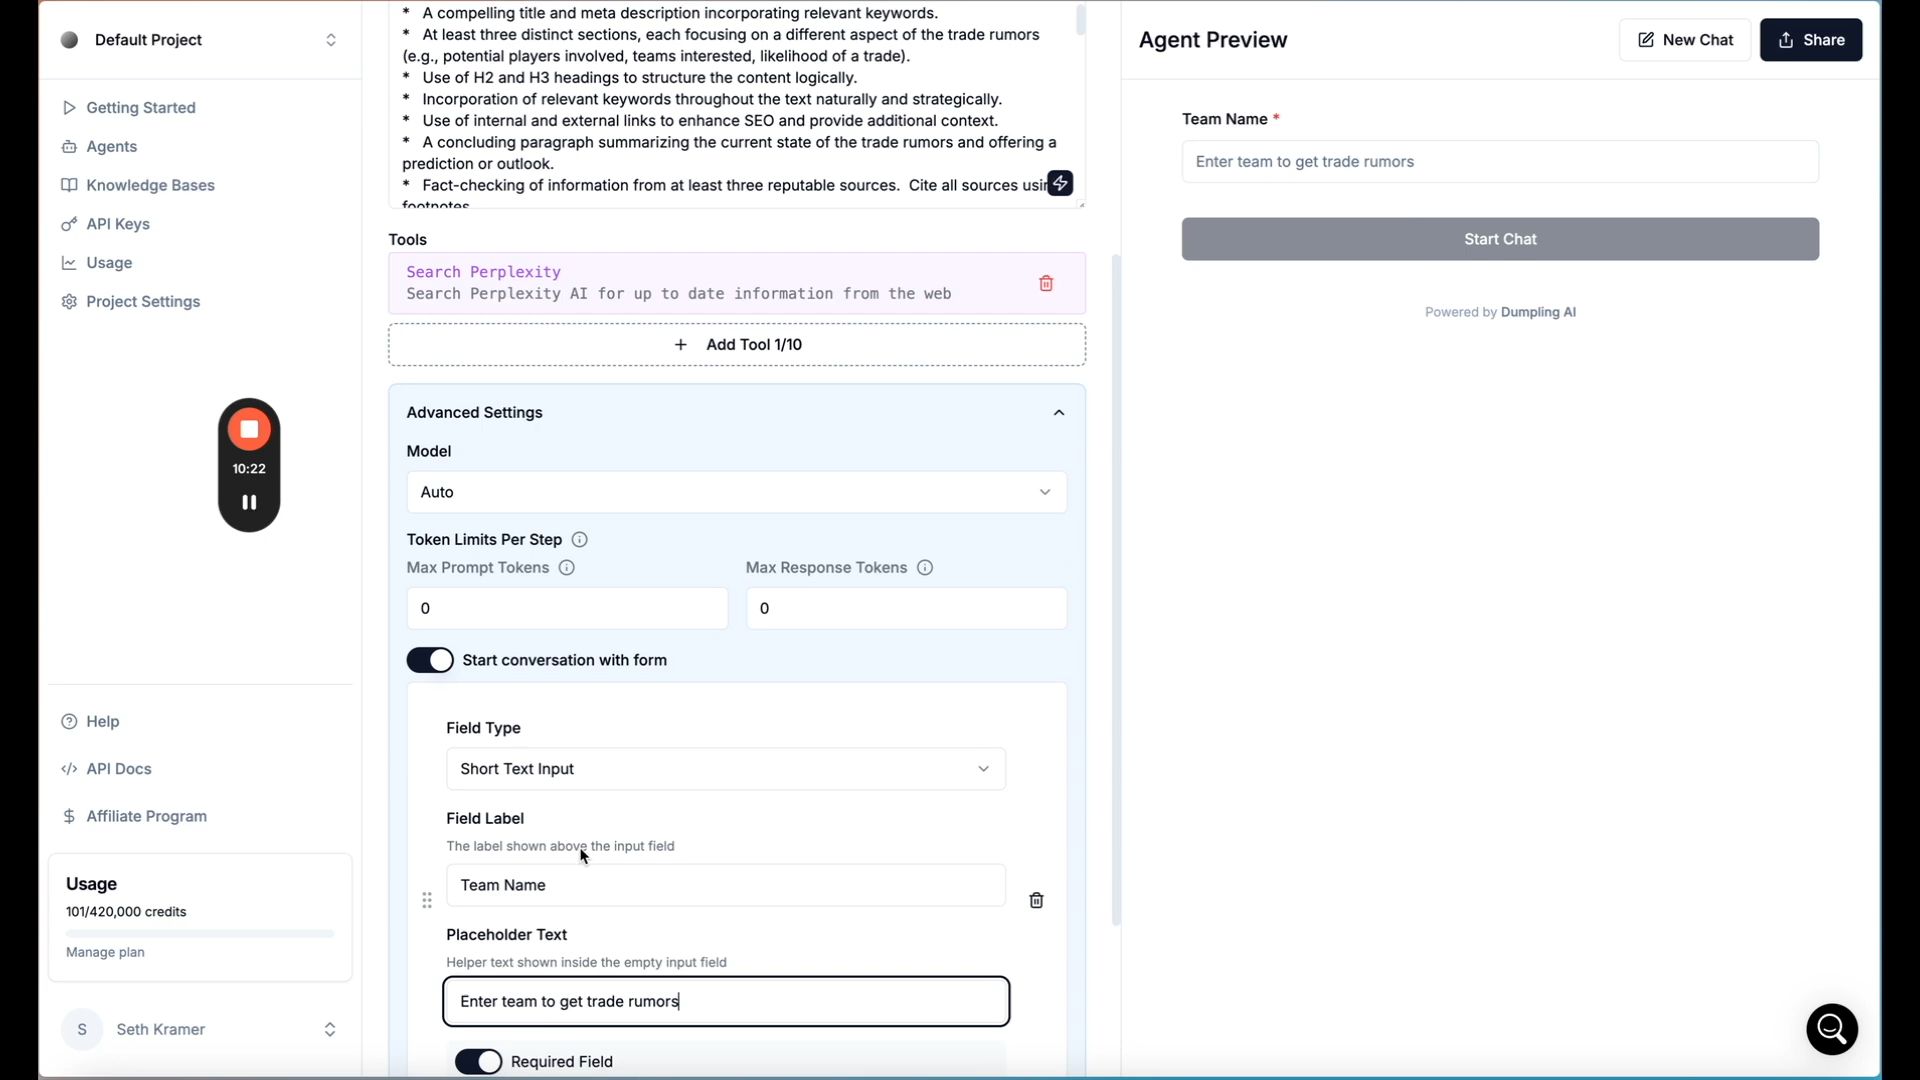 Default Project
Getting Started
Agents
Knowledge Bases
API Keys
Usage
Project Settings
10:22
Help
API Docs
Affiliate Program
Usage
101/420,000 credits
Manage plan
S
Seth Kramer
* A compelling title and meta description incorporating relevant keywords.
* At least three distinct sections, each focusing on a different aspect of the trade rumors
(e.g., potential players involved, teams interested, likelihood of a trade).
* Use of H2 and H3 headings to structure the content logically.
* Incorporation of relevant keywords throughout the text naturally and strategically.
* Use of internal and external links to enhance SEO and provide additional context.
* A concluding paragraph summarizing the current state of the trade rumors and offering a
prediction or outlook.
* Fact-checking of information from at least three reputable sources. Cite all sources
footnotes
Tools
Search Perplexity
Search Perplexity AI for up to date information from the web
+ Add Tool 1/10
Advanced Settings
Model
Auto
Token Limits Per Step
Max Prompt Tokens
Max Response Tokens
0
0
Start conversation with form
Field Type
Short Text Input
Field Label
The label shown above the input field
Team Name
Placeholder Text
Helper text shown inside the empty input field
Enter team to get trade rumors
Required Field
Agent Preview
New Chat
Share
Team Name *
Enter team to get trade rumors
Start Chat
Powered by Dumpling AI